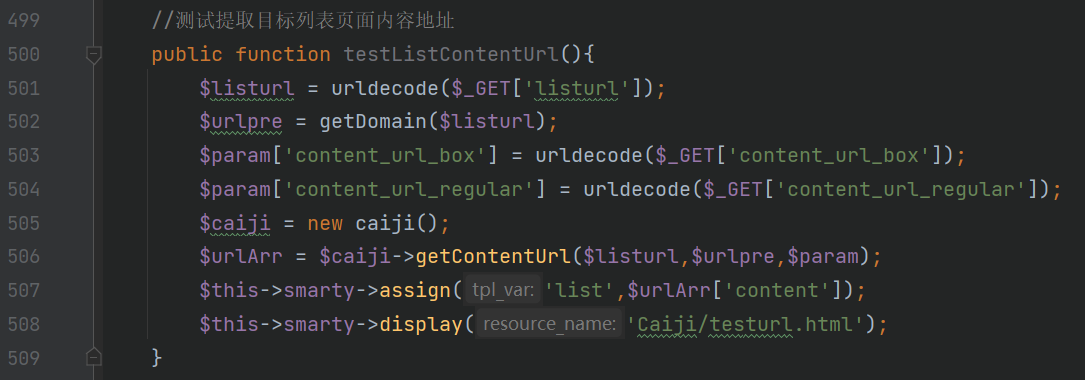 499 //测试提取目标列表页面内容地址
500 public function testListContentUrl(){
501 $listurl = urldecode($_GET['listurl']);
502 $urlpre = getDomain($listurl);
503 $param['content_url_box'] = urldecode($_GET['content_url_box']);
504 $param['content_url_regular'] = urldecode($_GET['content_url_regular']);
505 $caiji = new caiji();
506 $urlArr = $caiji->getContentUrl($listurl,$urlpre,$param);
507 $this->smarty->assign( tpl_var: 'list',$urlArr['content']);
508 $this->smarty->display( resource_name: 'Caiji/testurl.html');
509 }